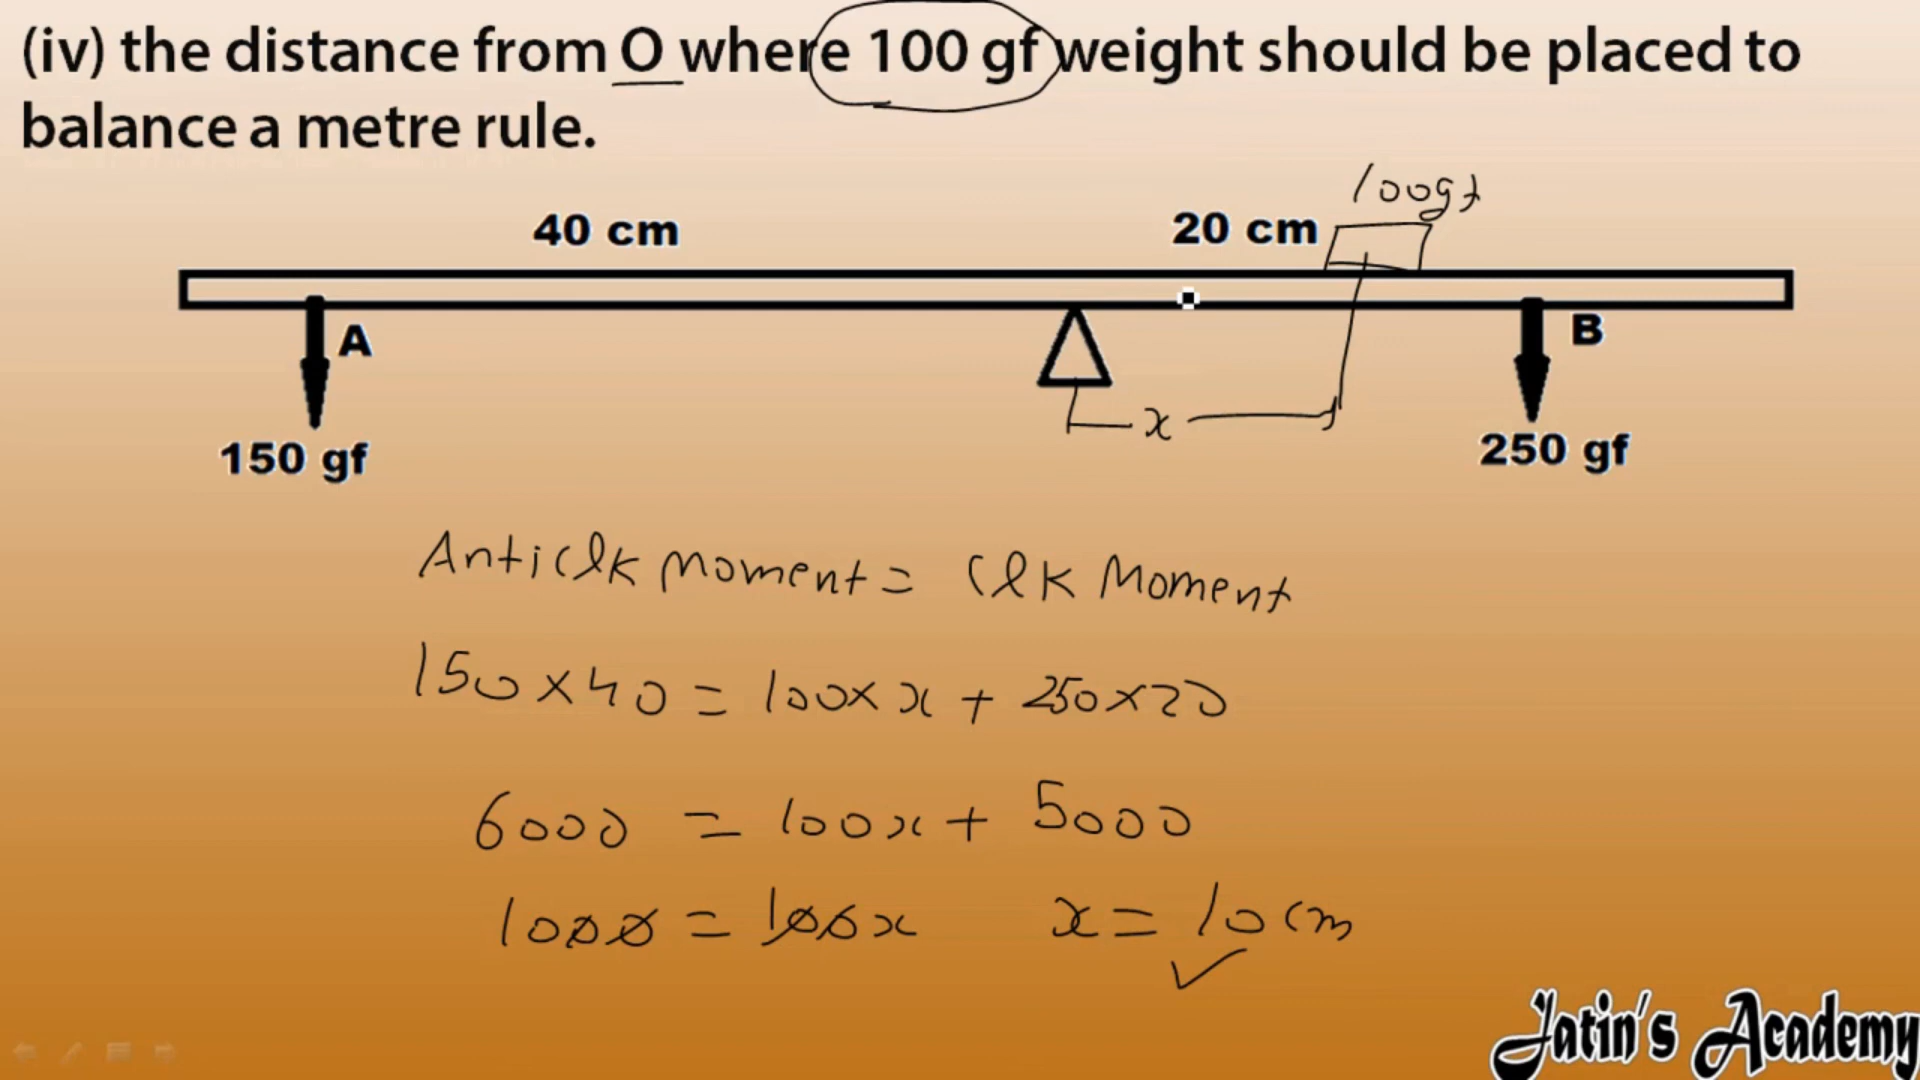 (iv) the distance from O where 100 gf weight should be placed to
balance a metre rule.
100gf
40 cm
20 cm
A
B
x
150 gf
250 gf
Anticlk Moment = Clk Moment
150×40 = 100×x + 250×20
6000 = 100x + 5000
1000 = 100x x = 10cm
Jatin's Academy